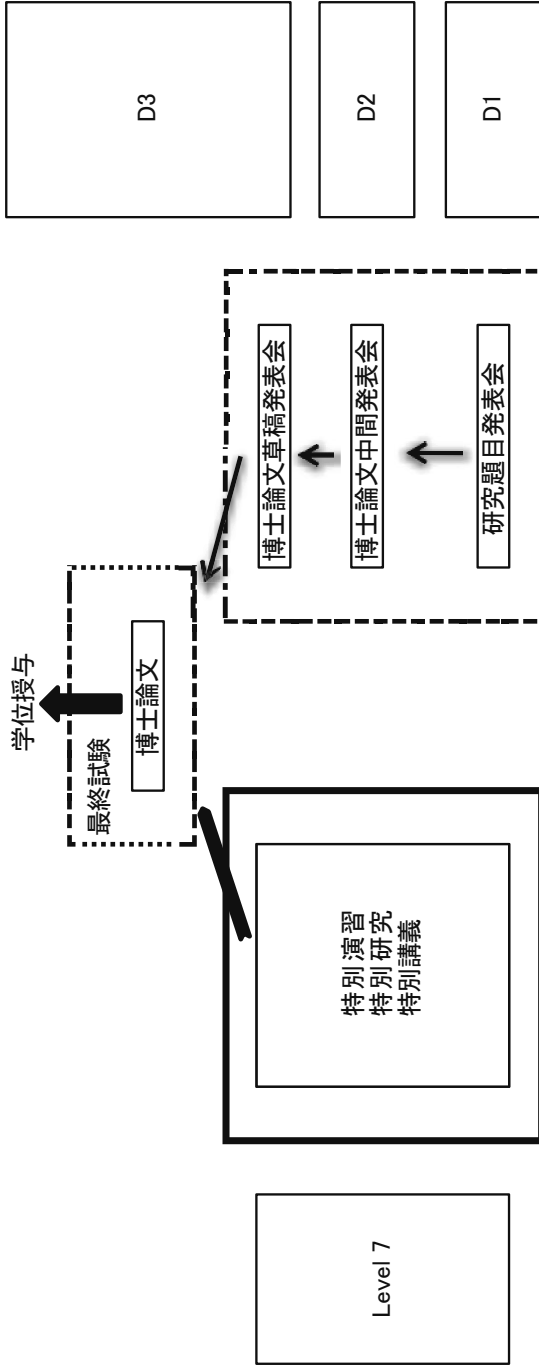 学位授与
最終試験
博士論文
博士論文草稿発表会
博士論文中間発表会
研究題目発表会
特別演習
特別研究
特別講義
Level 7
D3
D2
D1